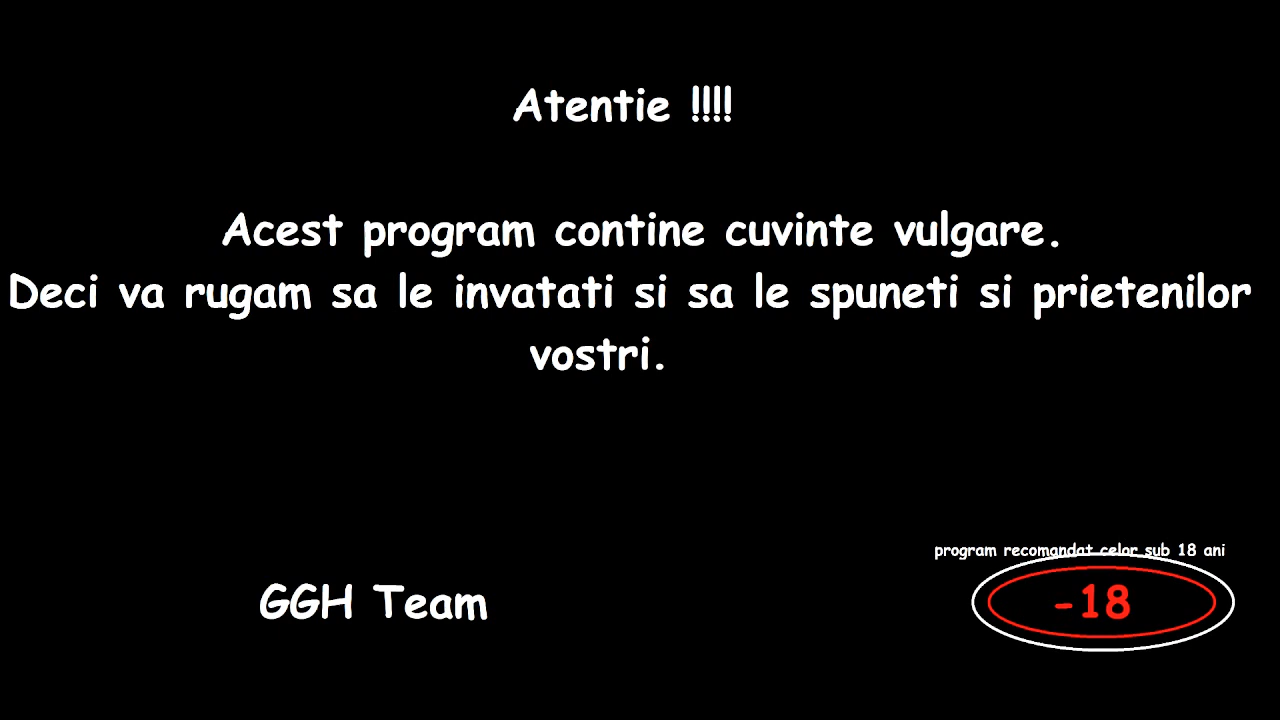 Atentie !!!!
Acest program contine cuvinte vulgare.
Deci va rugam sa le invatati si sa le spuneti si prietenilor
vostri.
program recomandat celor sub 18 ani
GGH Team
-18